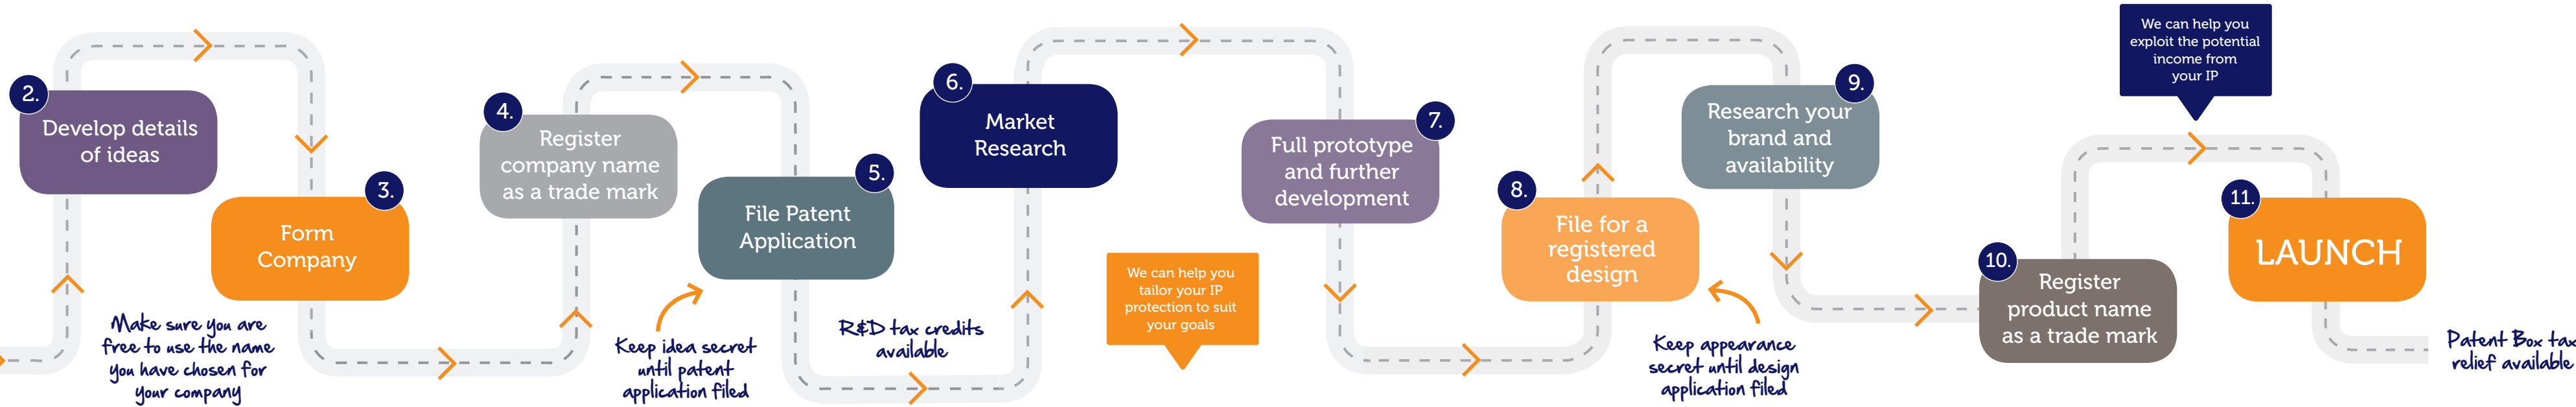 2.
Develop details
of ideas
3.
Form
Company
Make sure you are
free to use the name
you have chosen for
your company
4.
Register
company name
as a trade mark
5.
File Patent
Application
Keep idea secret
until patent
application filed
R&D tax credits
available
6.
Market
Research
We can help you
tailor your IP
protection to suit
your goals
7.
Full prototype
and further
development
8.
File for a
registered
design
Keep appearance
secret until design
application filed
9.
Research your
brand and
availability
10.
Register
product name
as a trade mark
We can help you
exploit the potential
income from
your IP
11.
LAUNCH
Patent Box tax
relief available